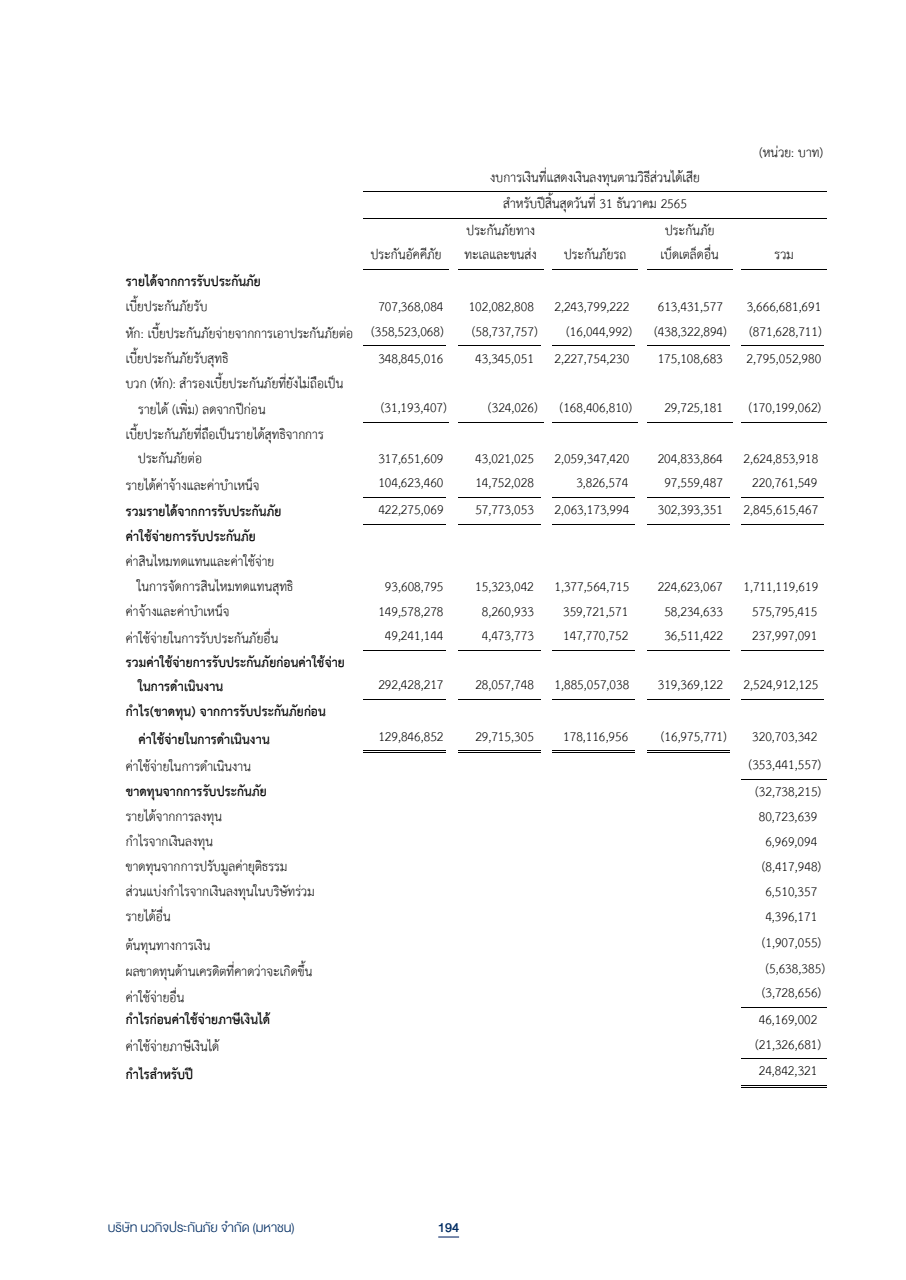 (หน่วย: บาท)
งบการเงินที่แสดงเงินลงทุนตามวิธีส่วนได้เสีย
สำหรับปีสิ้นสุดวันที่ 31 ธันวาคม 2565
ประกันภัยทาง ประกันภัย
ประกันอัคคีภัย ทะเลและขนส่ง ประกันภัยรถ เบ็ดเตล็ดอื่น รวม
รายได้จากการรับประกันภัย
เบี้ยประกันภัยรับ 707,368,084 102,082,808 2,243,799,222 613,431,577 3,666,681,691
หัก: เบี้ยประกันภัยจ่ายจากการเอาประกันภัยต่อ (358,523,068) (58,737,757) (16,044,992) (438,322,894) (871,628,711)
เบี้ยประกันภัยรับสุทธิ 348,845,016 43,345,051 2,227,754,230 175,108,683 2,795,052,980
บวก (หัก): สำรองเบี้ยประกันภัยที่ยังไม่ถือเป็น
รายได้ (เพิ่ม) ลดจากปีก่อน (31,193,407) (324,026) (168,406,810) 29,725,181 (170,199,062)
เบี้ยประกันภัยที่ถือเป็นรายได้สุทธิจากการ
ประกันภัยต่อ 317,651,609 43,021,025 2,059,347,420 204,833,864 2,624,853,918
รายได้ค่าจ้างและค่าบำเหน็จ 104,623,460 14,752,028 3,826,574 97,559,487 220,761,549
รวมรายได้จากการรับประกันภัย 422,275,069 57,773,053 2,063,173,994 302,393,351 2,845,615,467
ค่าใช้จ่ายการรับประกันภัย
ค่าสินไหมทดแทนและค่าใช้จ่าย
ในการจัดการสินไหมทดแทนสุทธิ 93,608,795 15,323,042 1,377,564,715 224,623,067 1,711,119,619
ค่าจ้างและค่าบำเหน็จ 149,578,278 8,260,933 359,721,571 58,234,633 575,795,415
ค่าใช้จ่ายในการรับประกันภัยอื่น 49,241,144 4,473,773 147,770,752 36,511,422 237,997,091
รวมค่าใช้จ่ายการรับประกันภัยก่อนค่าใช้จ่าย
ในการดำเนินงาน 292,428,217 28,057,748 1,885,057,038 319,369,122 2,524,912,125
กำไร(ขาดทุน) จากการรับประกันภัยก่อน
ค่าใช้จ่ายในการดำเนินงาน 129,846,852 29,715,305 178,116,956 (16,975,771) 320,703,342
ค่าใช้จ่ายในการดำเนินงาน (353,441,557)
ขาดทุนจากการรับประกันภัย (32,738,215)
รายได้จากการลงทุน 80,723,639
กำไรจากเงินลงทุน 6,969,094
ขาดทุนจากการปรับมูลค่ายุติธรรม (8,417,948)
ส่วนแบ่งกำไรจากเงินลงทุนในบริษัทร่วม 6,510,357
รายได้อื่น 4,396,171
ต้นทุนทางการเงิน (1,907,055)
ผลขาดทุนด้านเครดิตที่คาดว่าจะเกิดขึ้น (5,638,385)
ค่าใช้จ่ายอื่น (3,728,656)
กำไรก่อนค่าใช้จ่ายภาษีเงินได้ 46,169,002
ค่าใช้จ่ายภาษีเงินได้ (21,326,681)
กำไรสำหรับปี 24,842,321
บริษัท นวกิจประกันภัย จำกัด (มหาชน) 194